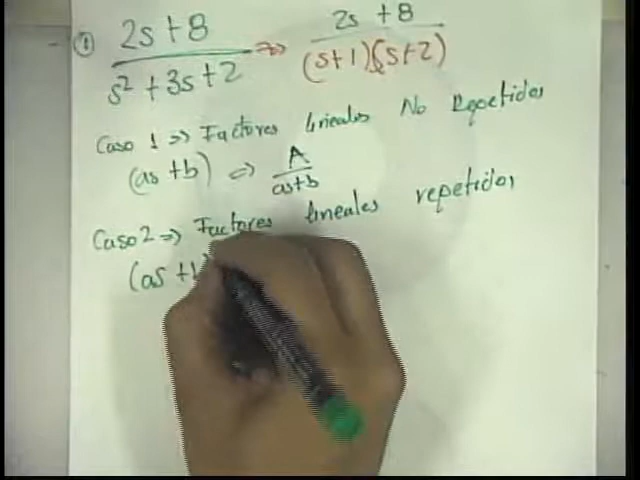 ① 2s+8 / s² + 3s + 2 => 2s + 8 / (s+1)(s+2)
Caso 1 => Factores lineales No Repetidos
(as + b) => A / as+b
Caso 2 => Factores lineales repetidos
(as +